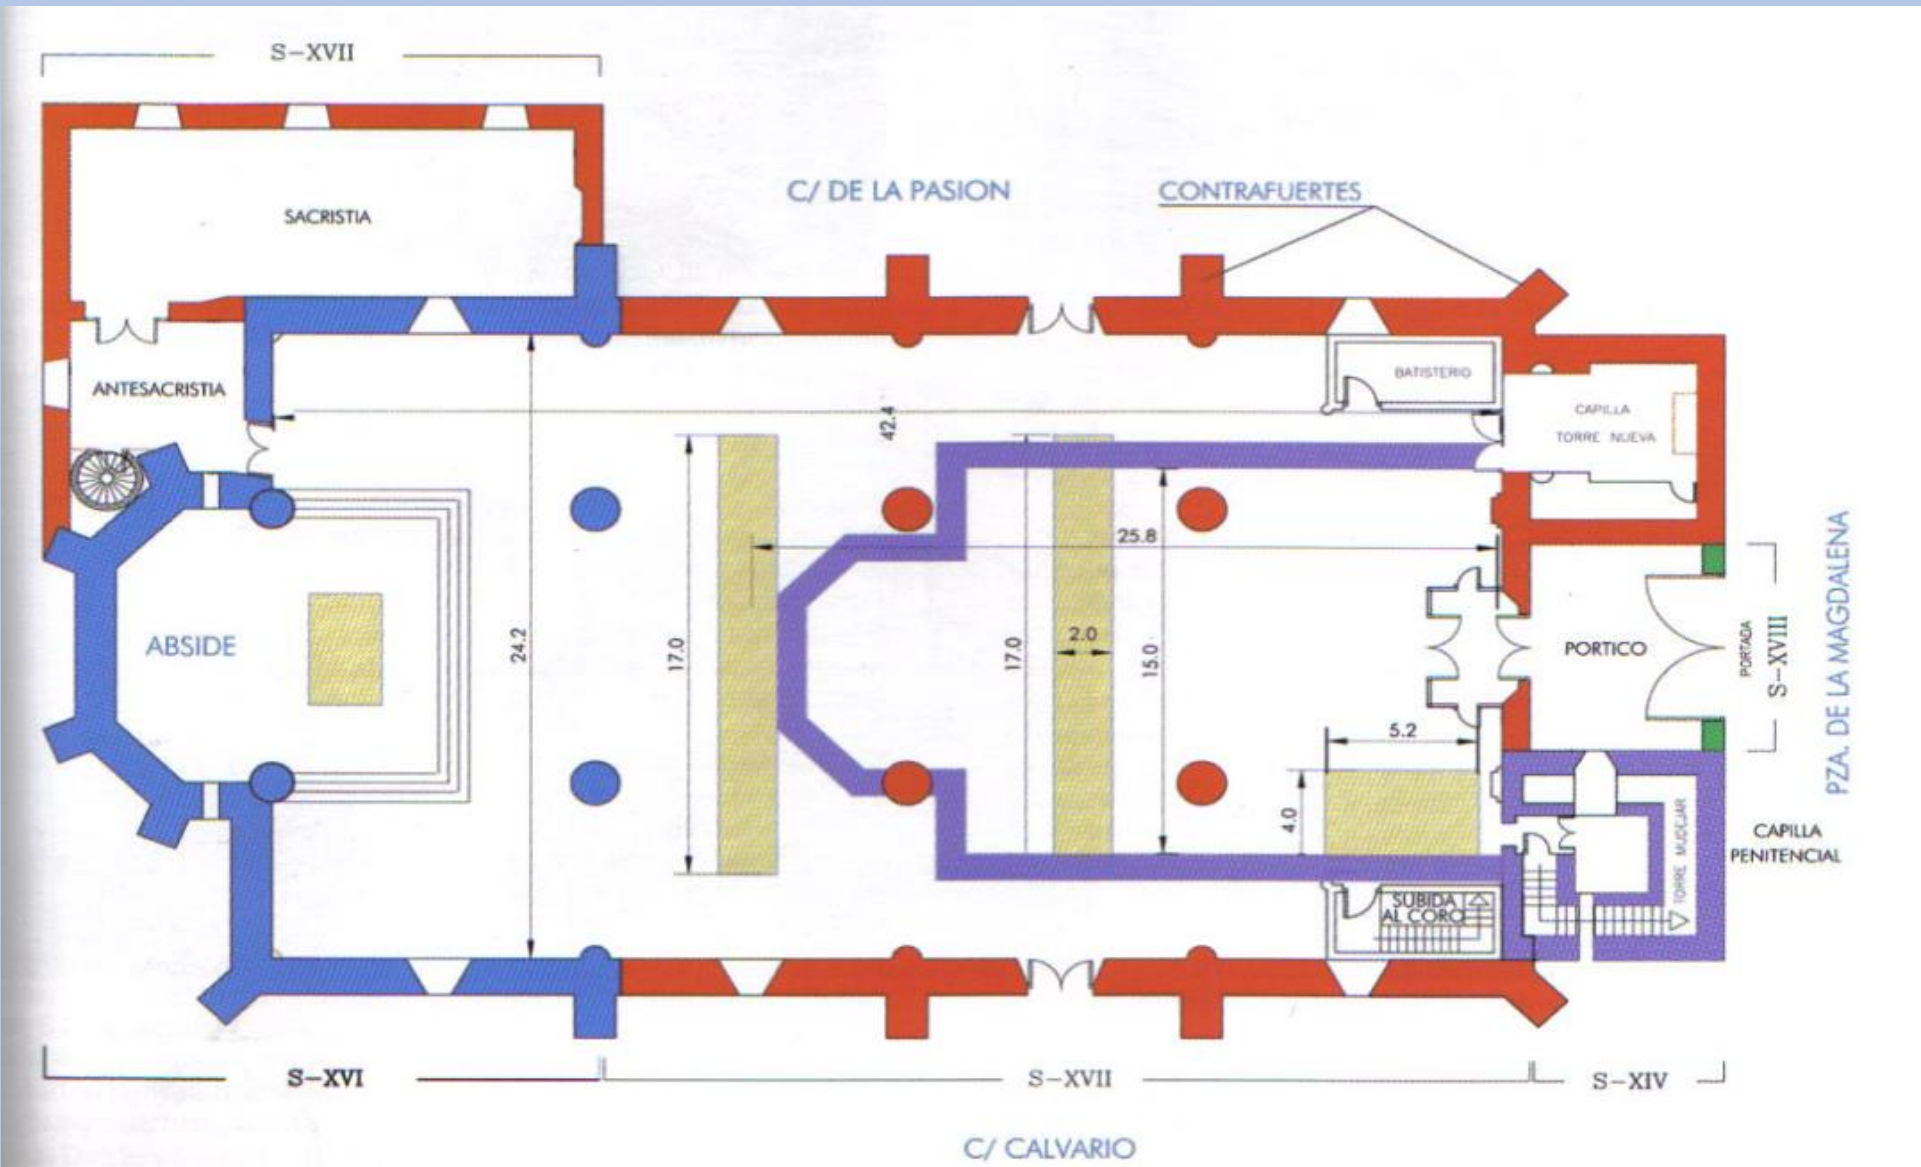 S-XVII
SACRISTIA
C/ DE LA PASION
CONTRAFUERTES
ANTESACRISTIA
BATISTERIO
42.4
CAPILLA
TORRE NUEVA
25.8
ABSIDE
24.2
17.0
17.0
2.0
15.0
PORTICO
PORTADA
S-XVIII
PZA. DE LA MAGDALENA
5.2
4.0
TORRE MUDEJAR
CAPILLA
PENITENCIAL
SUBIDA
AL CORO
S-XVI
S-XVII
S-XIV
C/ CALVARIO